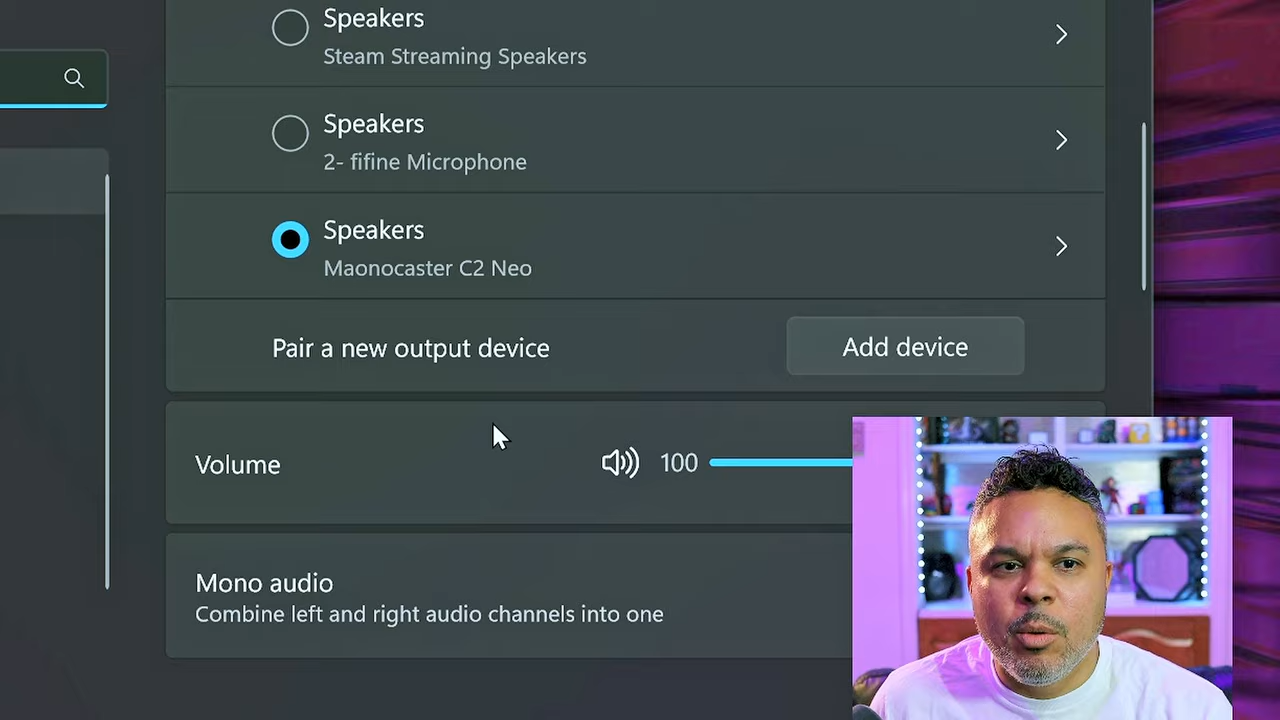 Speakers
Steam Streaming Speakers
Speakers
2- fifine Microphone
Speakers
Maonocaster C2 Neo
Pair a new output device
Add device
Volume
100
Mono audio
Combine left and right audio channels into one